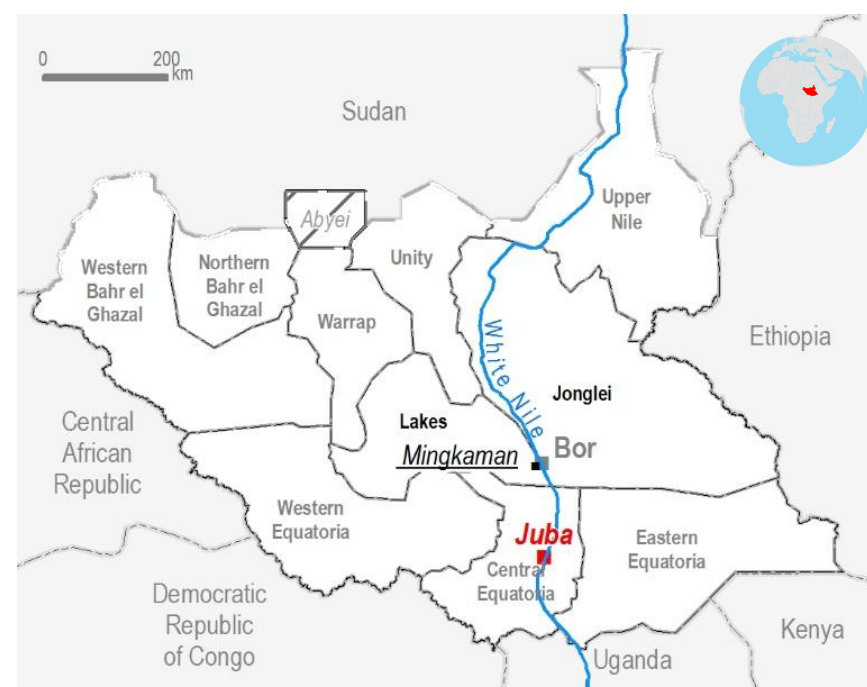 0 200
km
Sudan
Abyei
Upper
Nile
Unity
Western
Bahr el
Ghazal
Northern
Bahr el
Ghazal
Warrap
White Nile
Ethiopia
Jonglei
Lakes
Mingkaman
Bor
Central
African
Republic
Western
Equatoria
Juba
Central
Equatoria
Eastern
Equatoria
Democratic
Republic
of Congo
Uganda
Kenya